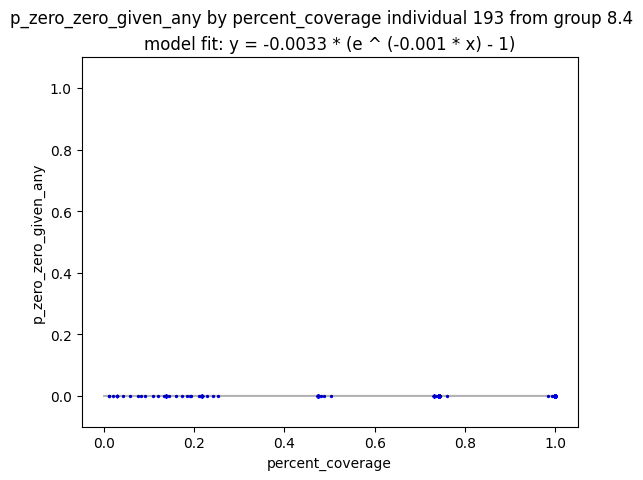 p_zero_zero_given_any by percent_coverage individual 193 from group 8.4
model fit: y = -0.0033 * (e ^ (-0.001 * x) - 1)
1.0
0.8
0.6
0.4
0.2
0.0
p_zero_zero_given_any
0.0 0.2 0.4 0.6 0.8 1.0
percent_coverage